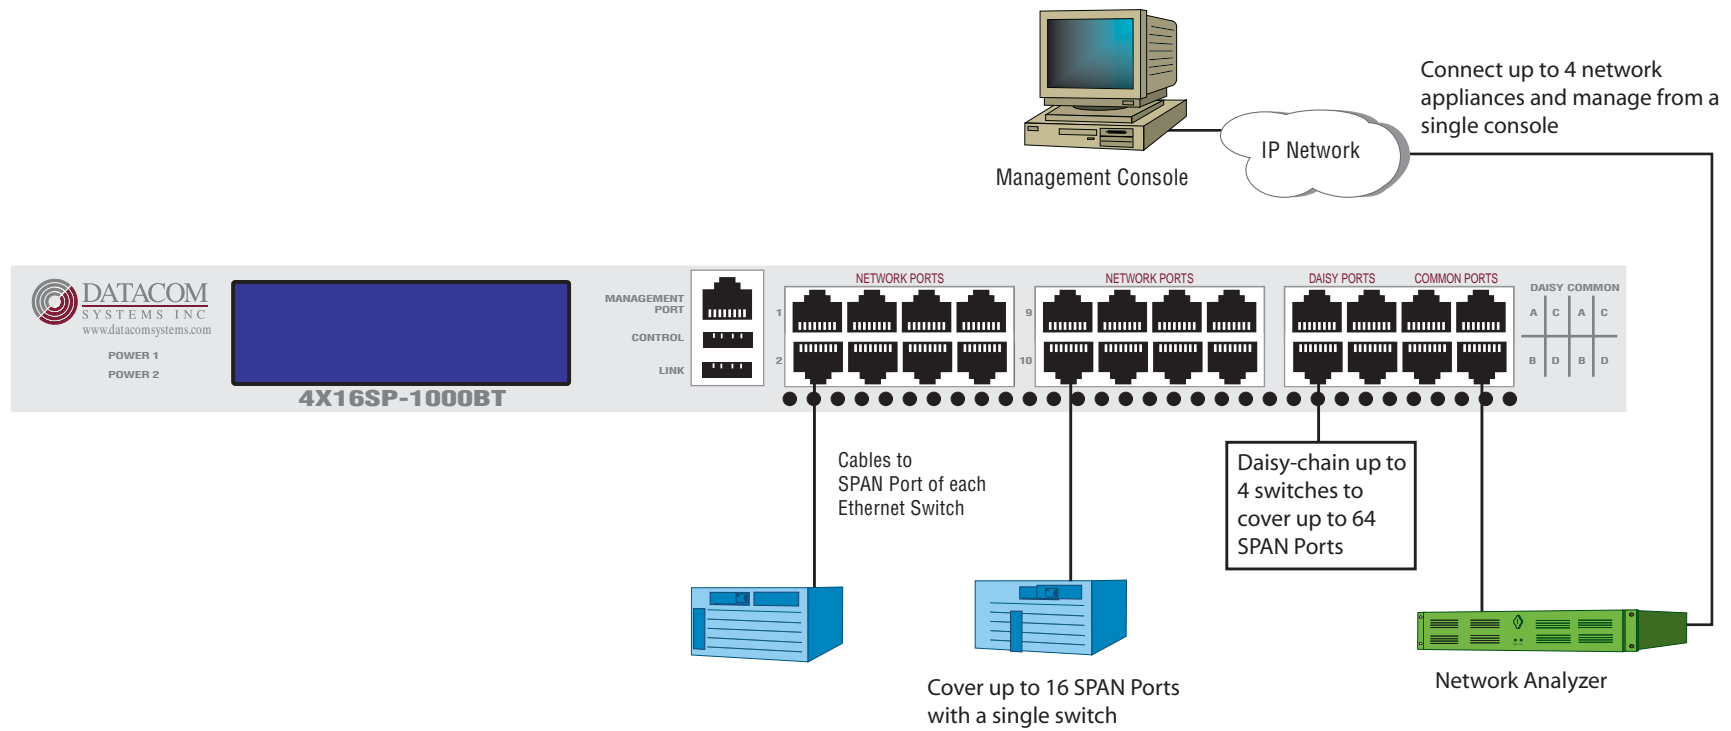 Connect up to 4 network
appliances and manage from a
single console
IP Network
Management Console
DATACOM
SYSTEMS INC
www.datacomsystems.com
POWER 1
POWER 2
4X16SP-1000BT
MANAGEMENT
PORT
CONTROL
LINK
NETWORK PORTS
1
2
NETWORK PORTS
9
10
DAISY PORTS
COMMON PORTS
DAISY COMMON
A C A C
B D B D
Cables to
SPAN Port of each
Ethernet Switch
Daisy-chain up to
4 switches to
cover up to 64
SPAN Ports
Cover up to 16 SPAN Ports
with a single switch
Network Analyzer